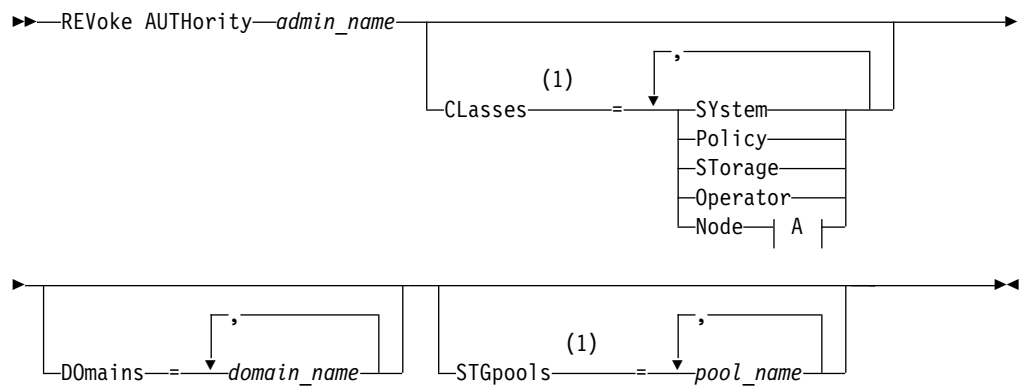 REVoke AUTHority admin_name
,
(1)
CLasses = SYstem
Policy
STorage
Operator
Node A
, ,
(1)
DOmains = domain_name STGpools = pool_name